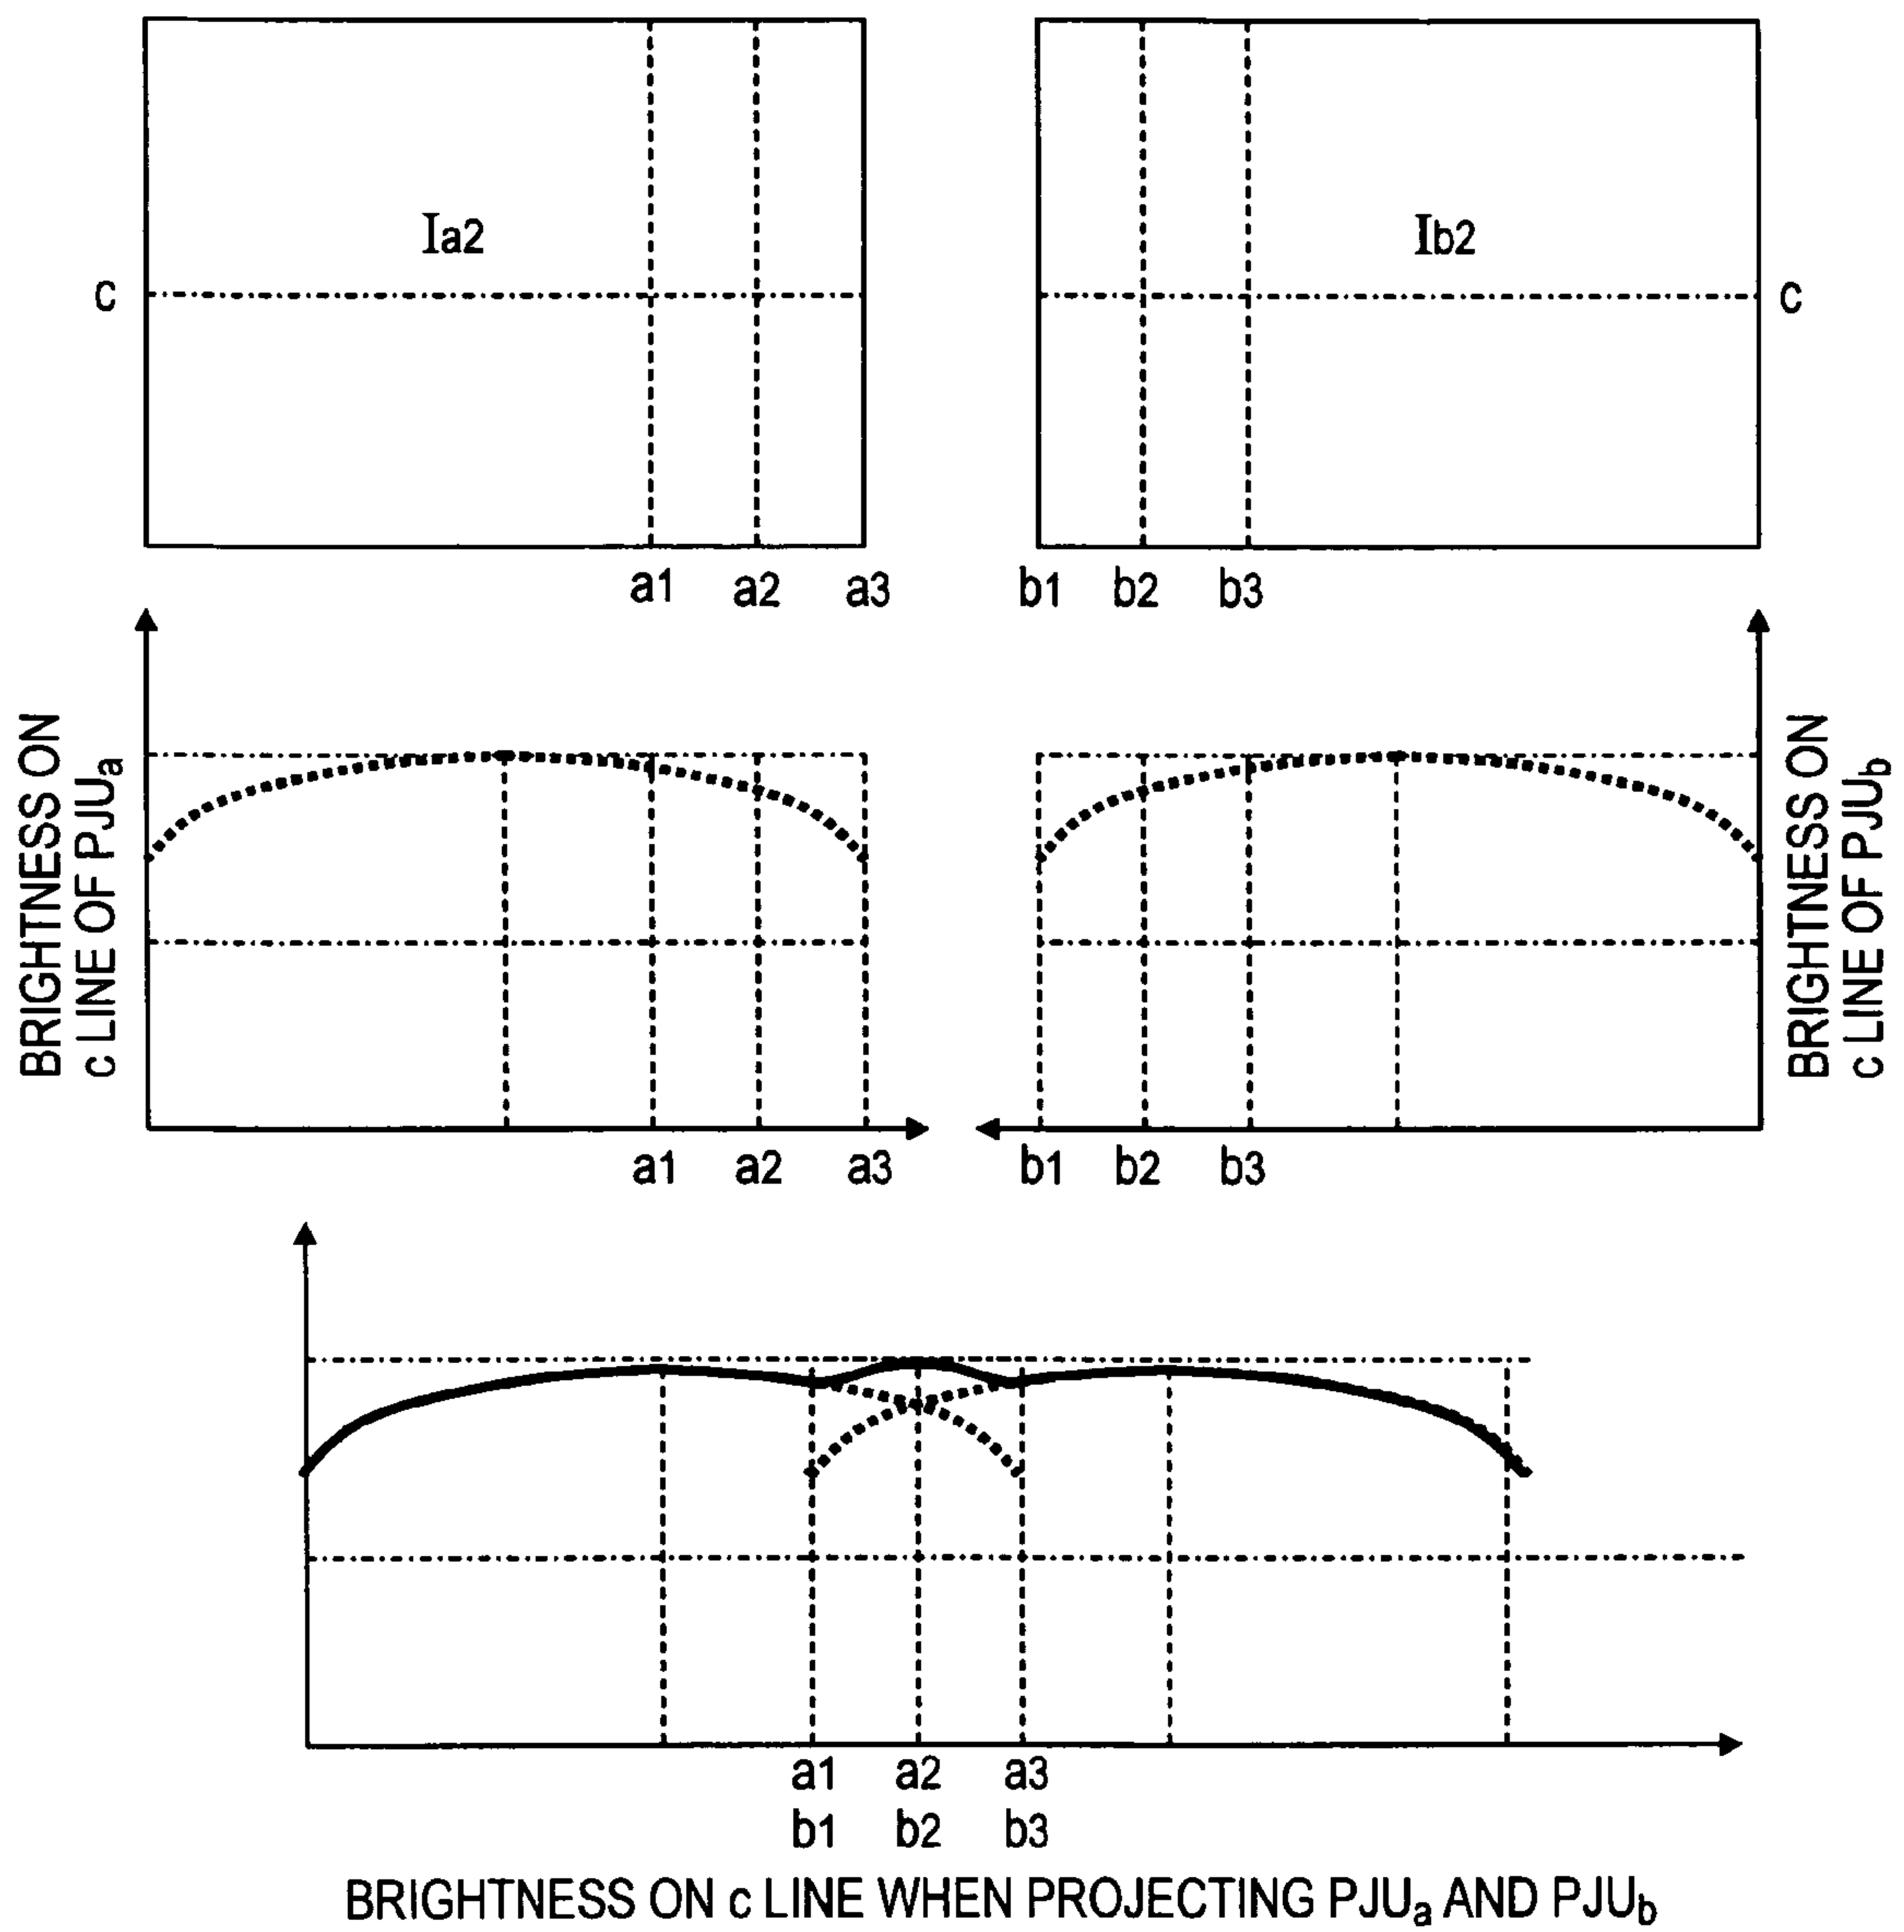 Ia2
Ib2
c
c
a1 a2 a3
b1 b2 b3
BRIGHTNESS ON
c LINE OF PJUa
BRIGHTNESS ON
c LINE OF PJUb
a1 a2 a3
b1 b2 b3
a1 a2 a3
b1 b2 b3
BRIGHTNESS ON c LINE WHEN PROJECTING PJUa AND PJUb